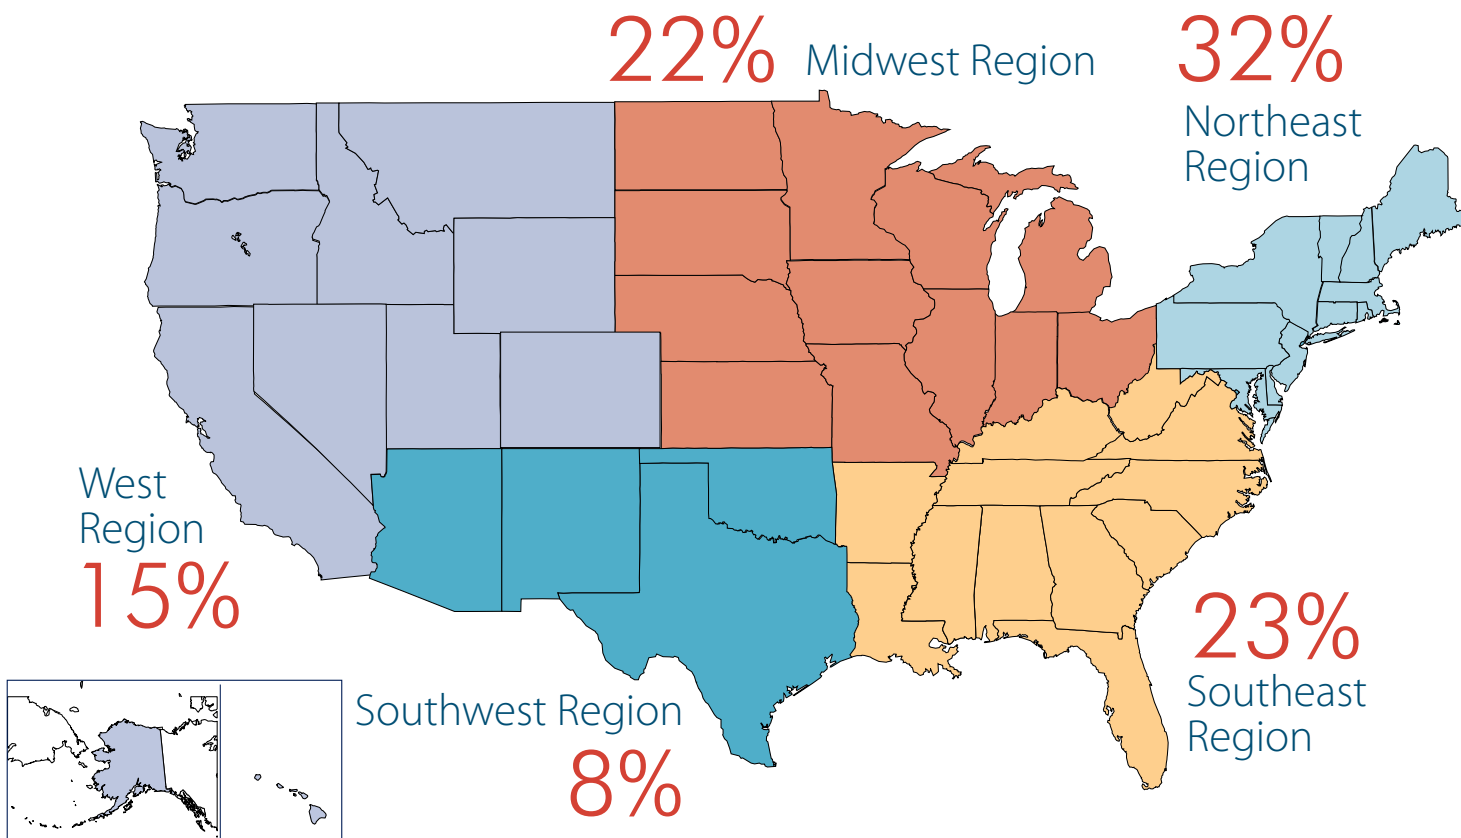 22% Midwest Region
32%
Northeast
Region
West
Region
15%
23%
Southeast
Region
Southwest Region
8%